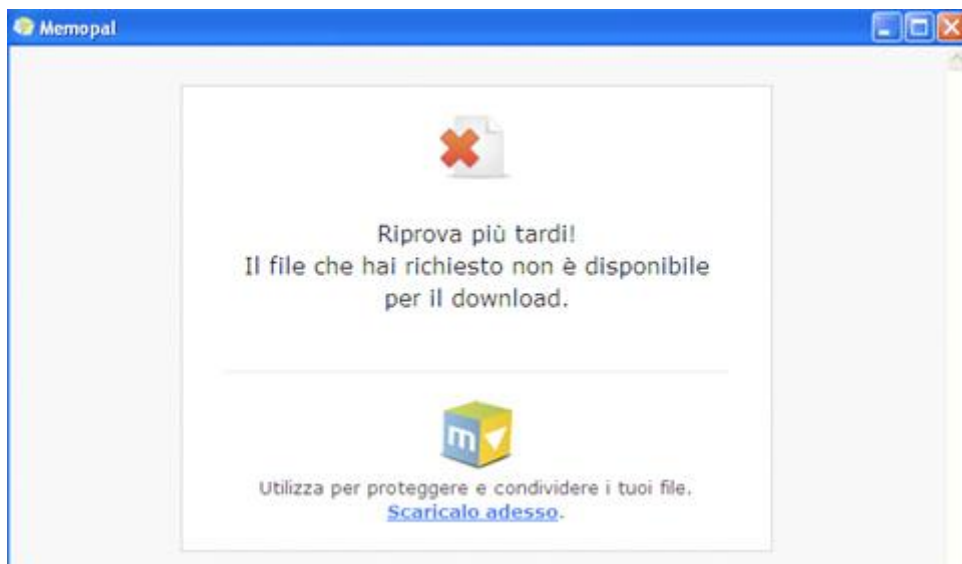 Memopal
Riprova più tardi!
Il file che hai richiesto non è disponibile
per il download.
m
Utilizza per proteggere e condividere i tuoi file.
Scaricalo adesso.